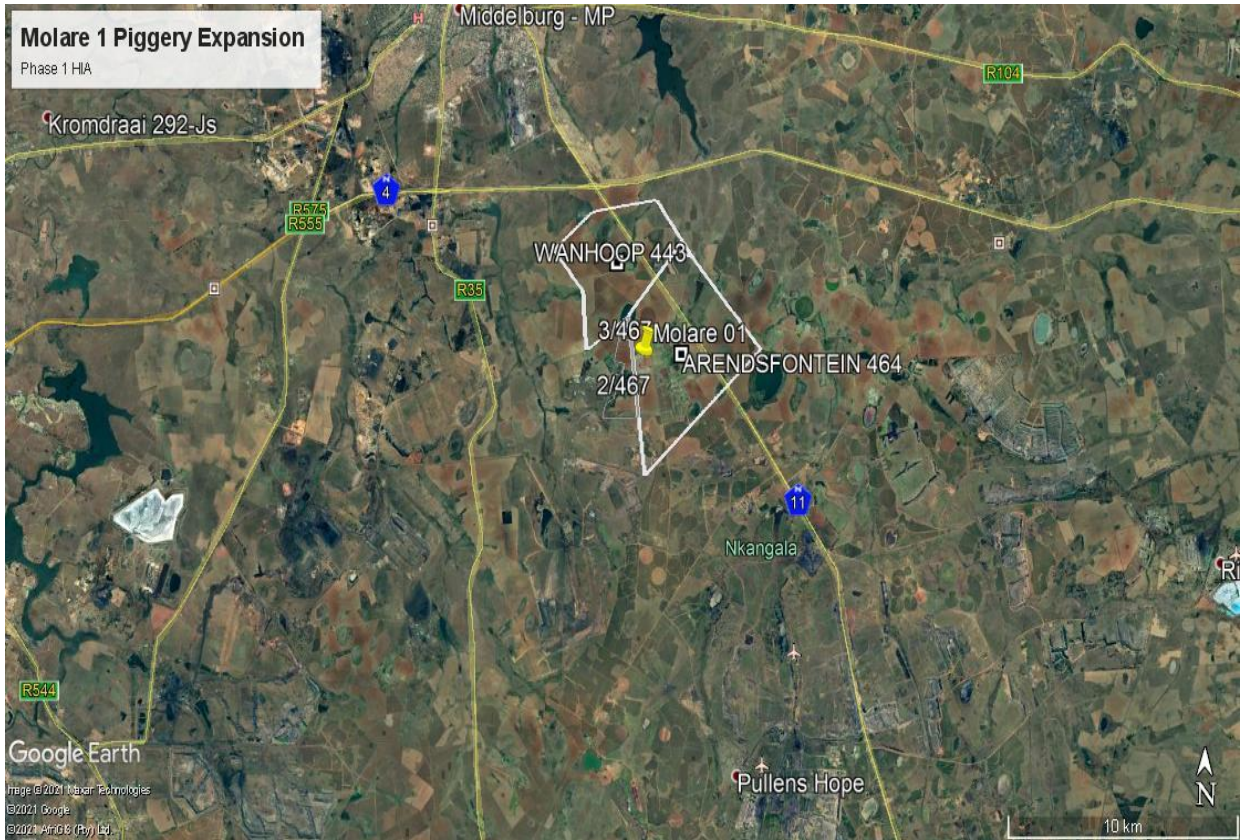 Molare 1 Piggery Expansion
Phase 1 HIA
Middelburg - MP
R104
Kromdraai 292-Js
N
4
R575
R555
WANHOOP 443
R35
3/467
Molare 01
ARENDSFONTEIN 464
2/467
N
11
Nkangala
Ri
R544
Google Earth
Pullens Hope
Image © 2021 Maxar Technologies
©2021 Google
©2021 AfriGIS (Pty) Ltd.
N
10 km
H